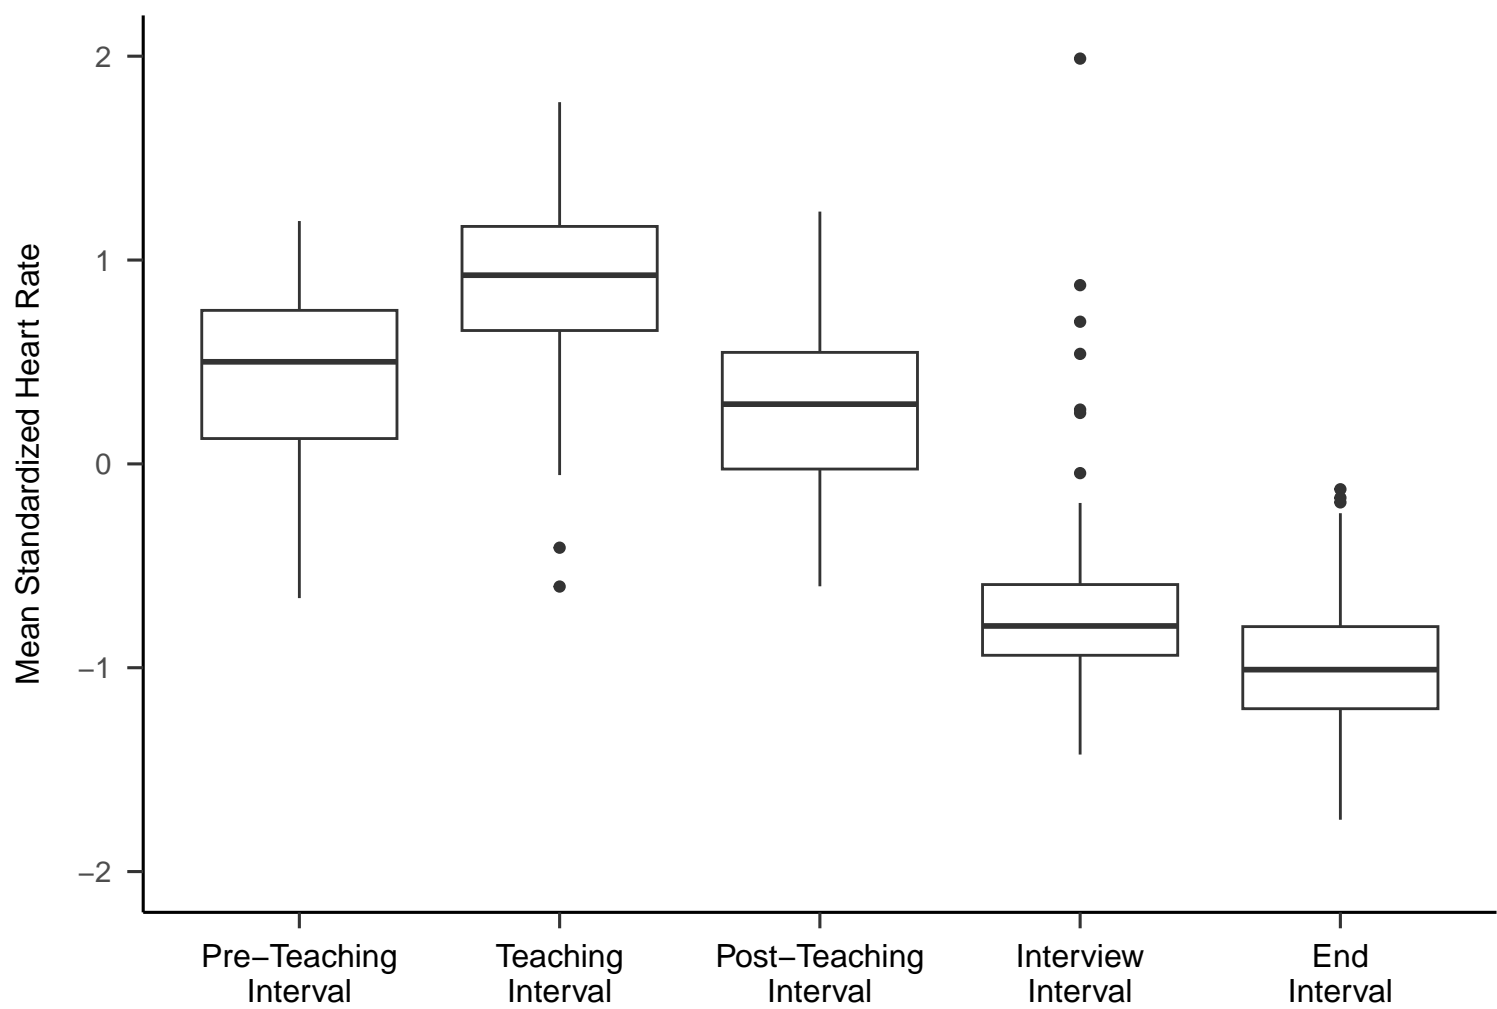 Mean Standardized Heart Rate
2
1
0
−1
−2
Pre−Teaching
Interval
Teaching
Interval
Post−Teaching
Interval
Interview
Interval
End
Interval